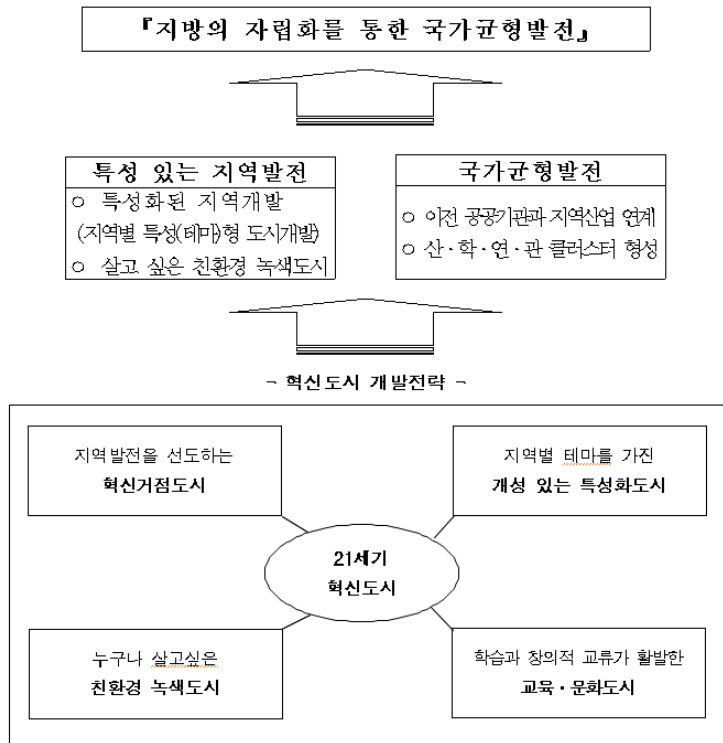 『지방의 자립화를 통한 국가균형발전』
특성 있는 지역발전
○ 특성화된 지역개발
(지역별 특성(테마)형 도시개발)
○ 살고 싶은 친환경 녹색도시
국가균형발전
○ 이전 공공기관과 지역산업 연계
○ 산·학·연·관 클러스터 형성
- 혁신도시 개발전략 -
지역발전을 선도하는
혁신거점도시
지역별 테마를 가진
개성 있는 특성화도시
21세기
혁신도시
누구나 살고싶은
친환경 녹색도시
학습과 창의적 교류가 활발한
교육·문화도시